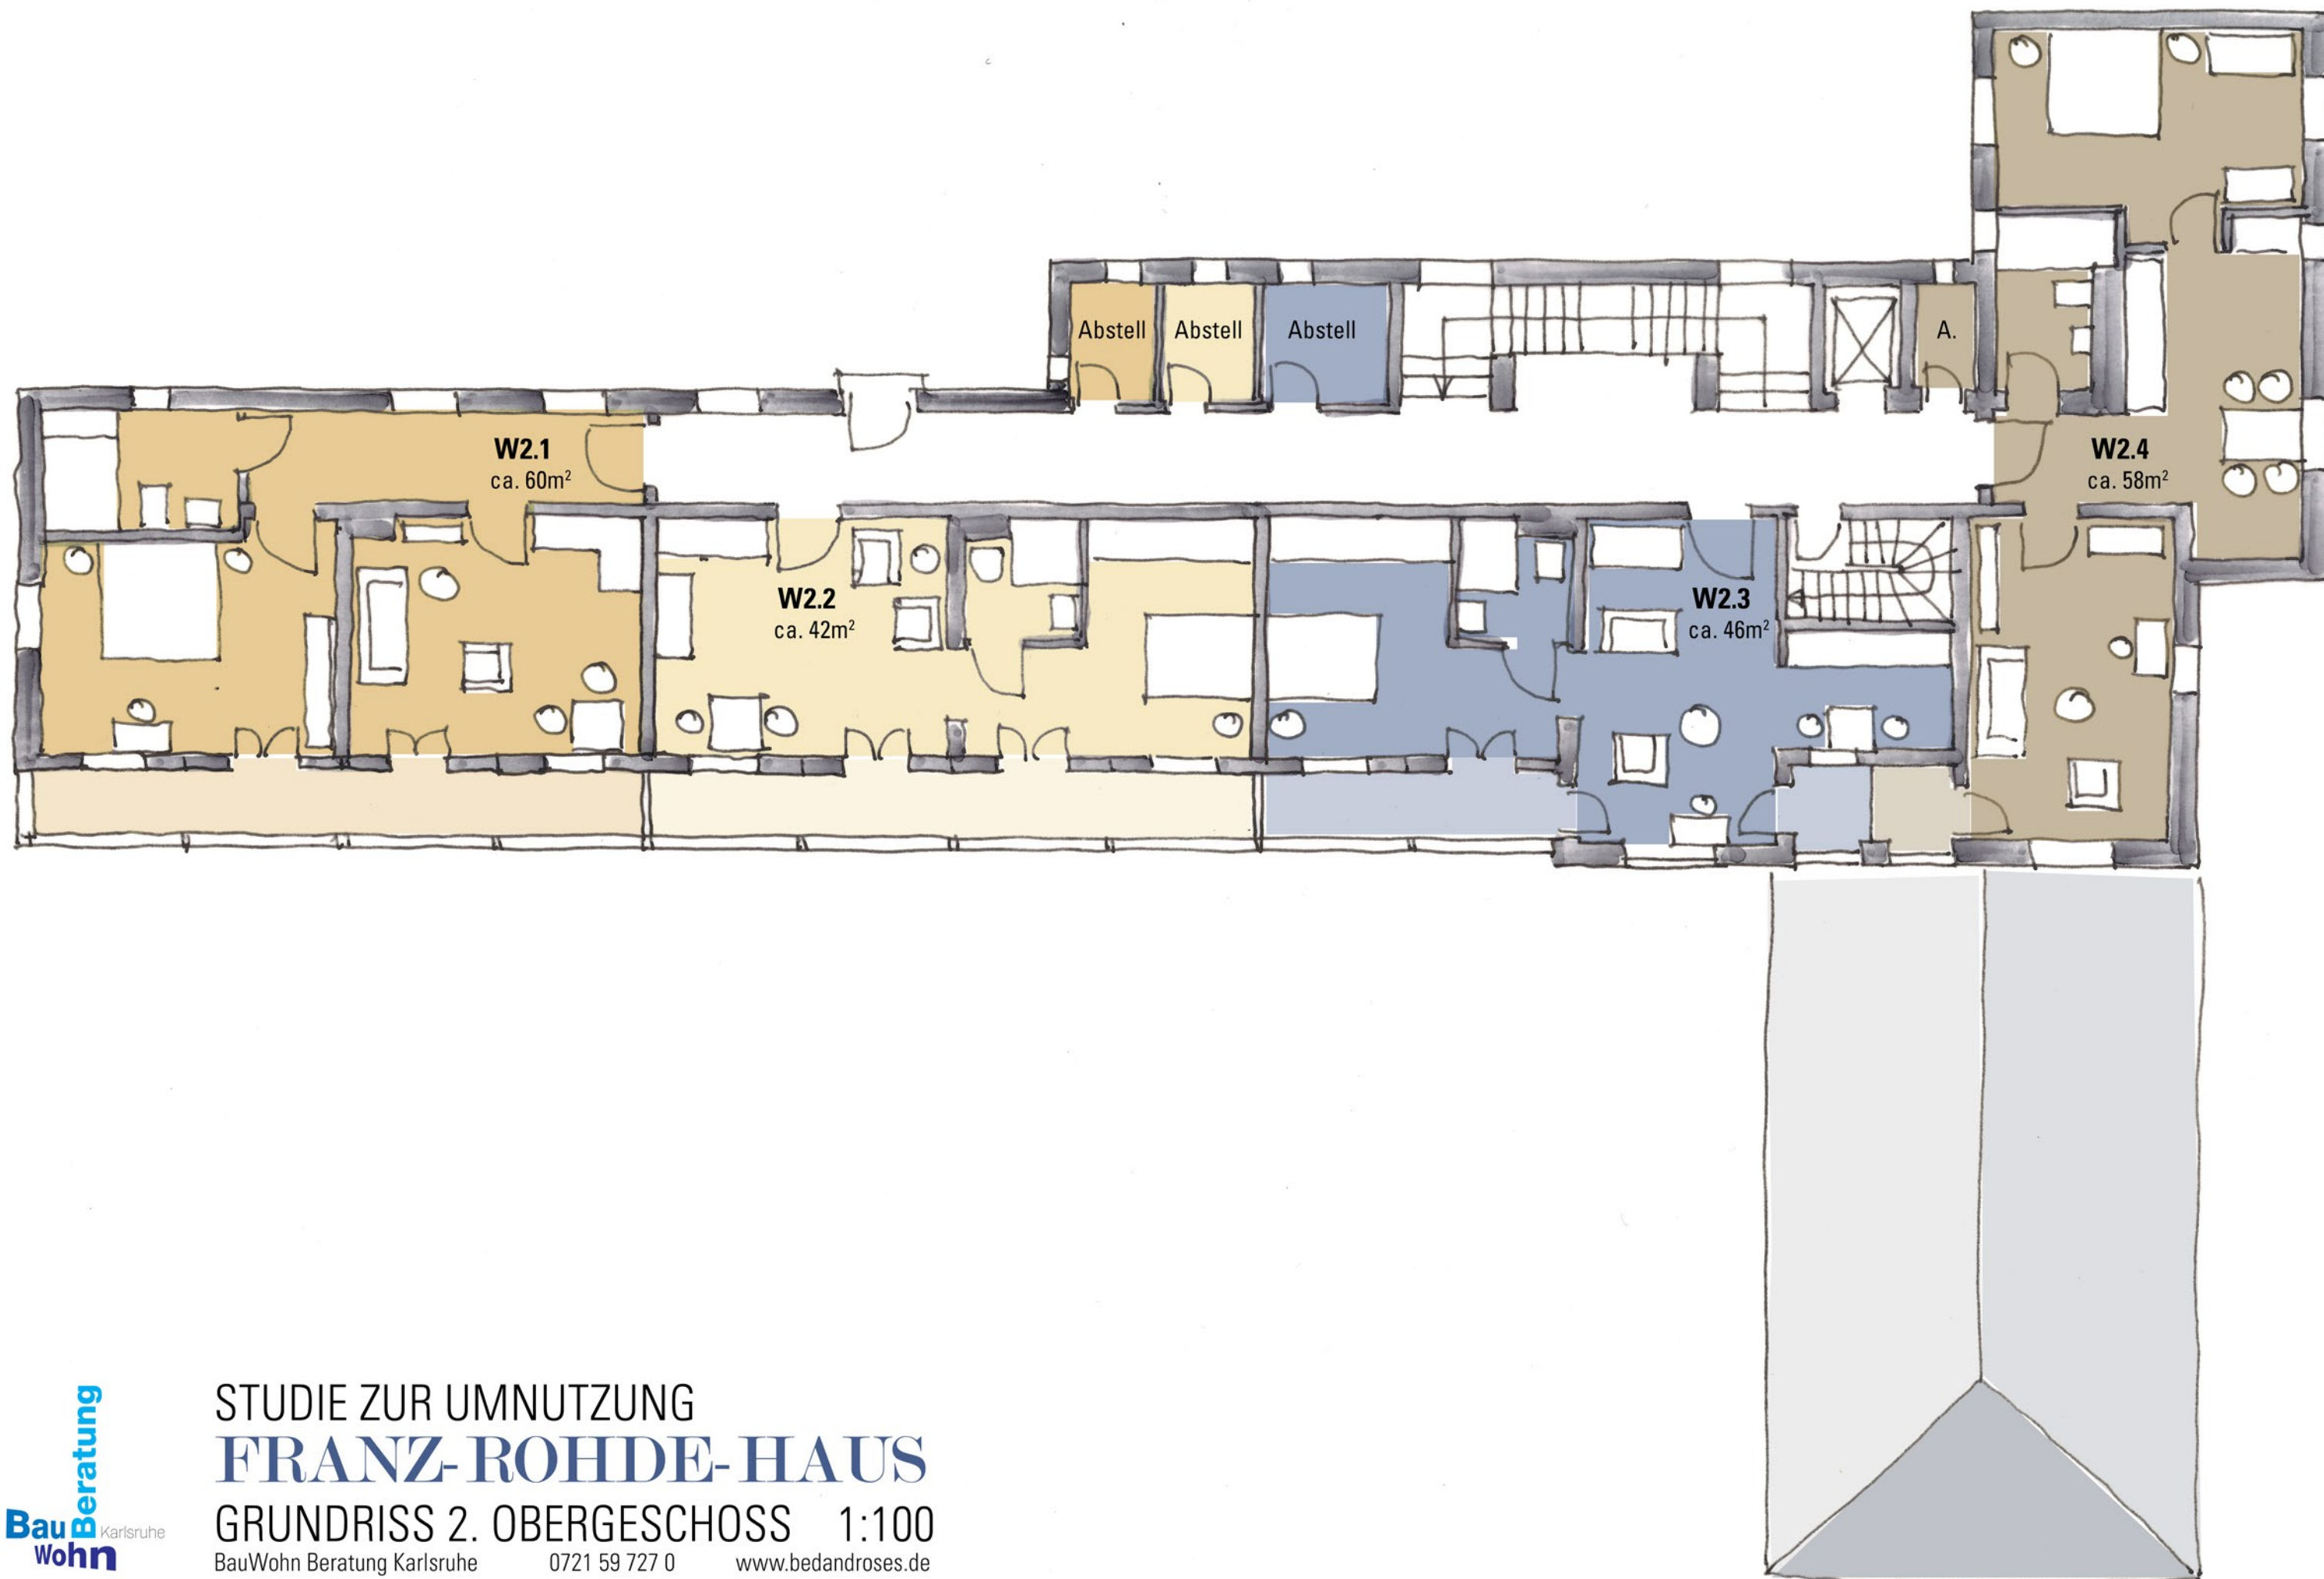 Abstell
Abstell
Abstell
A.
W2.1
ca. 60m²
W2.4
ca. 58m²
W2.2
ca. 42m²
W2.3
ca. 46m²
STUDIE ZUR UMNUTZUNG
FRANZ-ROHDE-HAUS
GRUNDRISS 2. OBERGESCHOSS 1:100
BauWohn Beratung Karlsruhe 0721 59 727 0 www.bedandroses.de
Beratung
Bau
Karlsruhe
Wohn